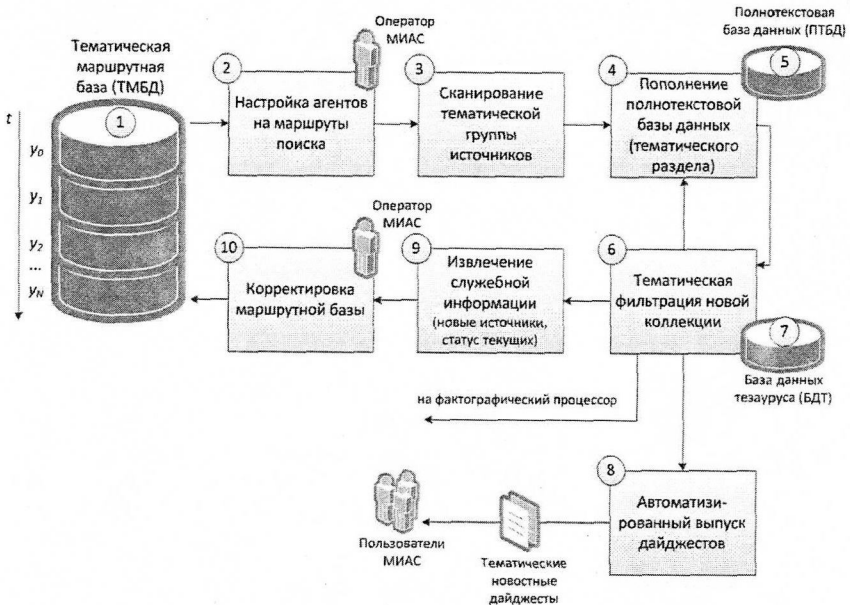 Тематическая
маршрутная
база (ТМБД)
t
1
y0
y1
y2
...
yN
Оператор
МИАС
2
Настройка агентов
на маршруты
поиска
3
Сканирование
тематической
группы
источников
4
Пополнение
полнотекстовой
базы данных
(тематического
раздела)
Полнотекстовая
база данных (ПТБД)
5
Оператор
МИАС
10
Корректировка
маршрутной базы
9
Извлечение
служебной
информации
(новые источники,
статус текущих)
6
Тематическая
фильтрация новой
коллекции
7
База данных
тезауруса (БДТ)
на фактографический процессор
8
Автоматизи-
рованный выпуск
дайджестов
Пользователи
МИАС
Тематические
новостные
дайджесты